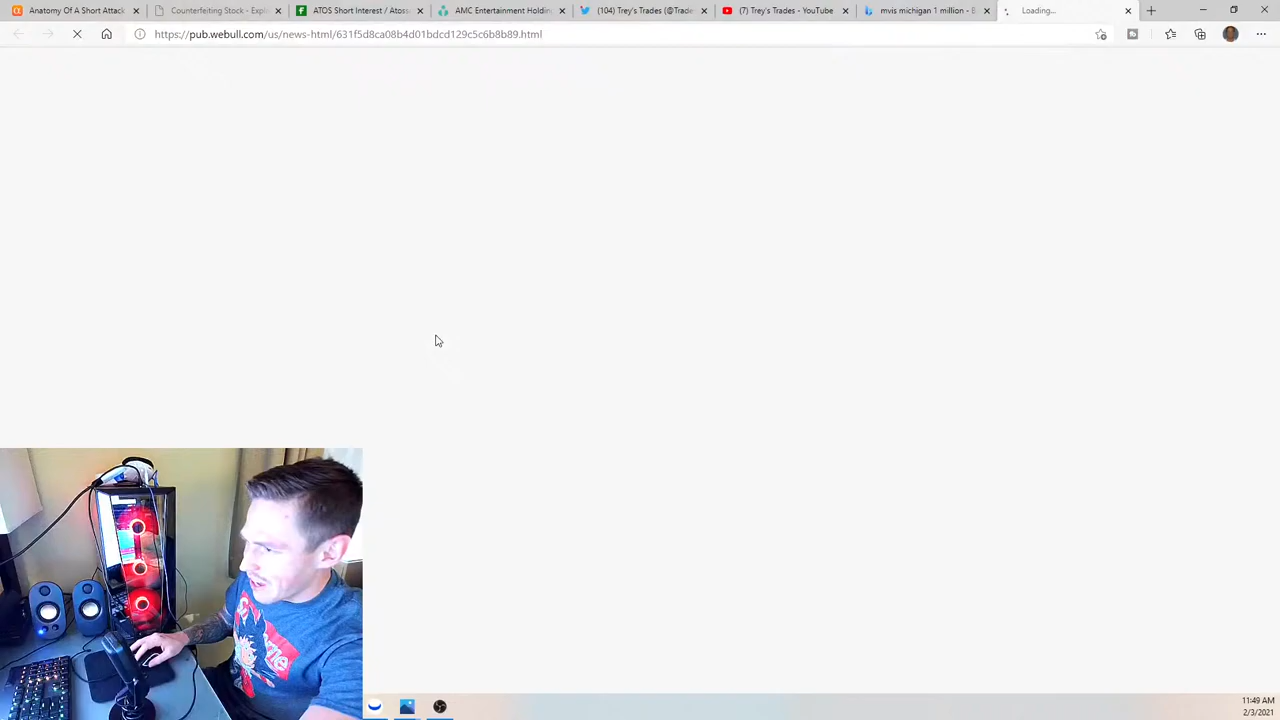 Anatomy Of A Short Attack
Counterfeiting Stock - Expl
ATOS Short Interest / Atoss
AMC Entertainment Holding
(104) Trey's Trades (@Trade
(7) Trey's Trades - YouTube
mvis michigan 1 million - B
Loading...
https://pub.webull.com/us/news-html/631f5d8ca08b4d01bdcd129c5c6b8b89.html
11:49 AM
2/3/2021